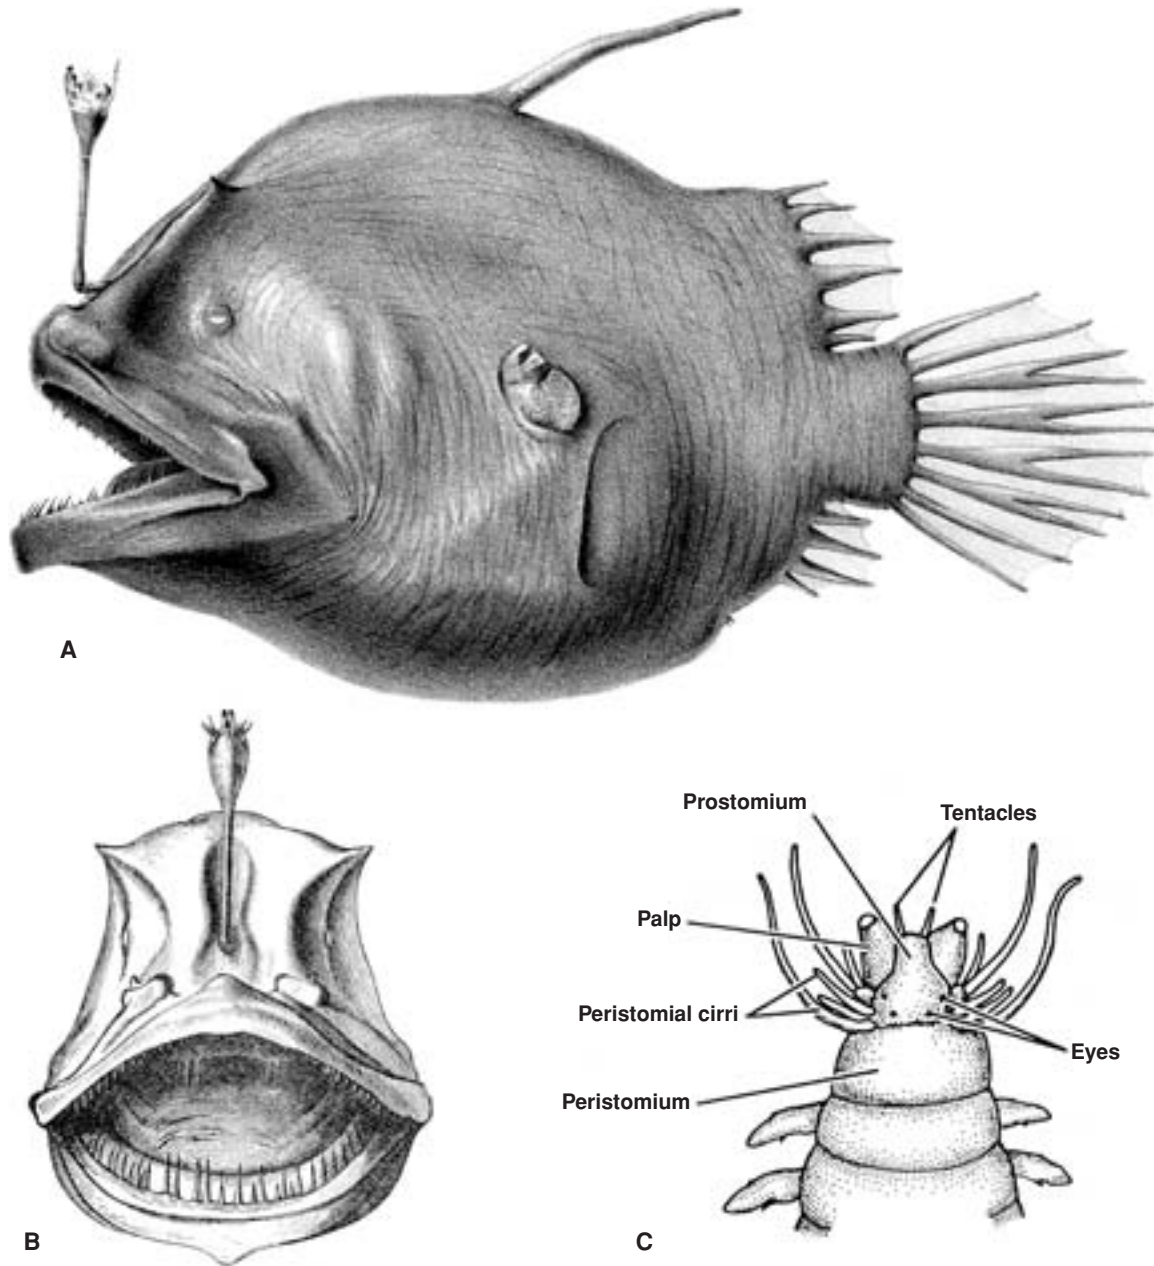 A
B
Prostomium
Tentacles
Palp
Peristomial cirri
Eyes
Peristomium
C